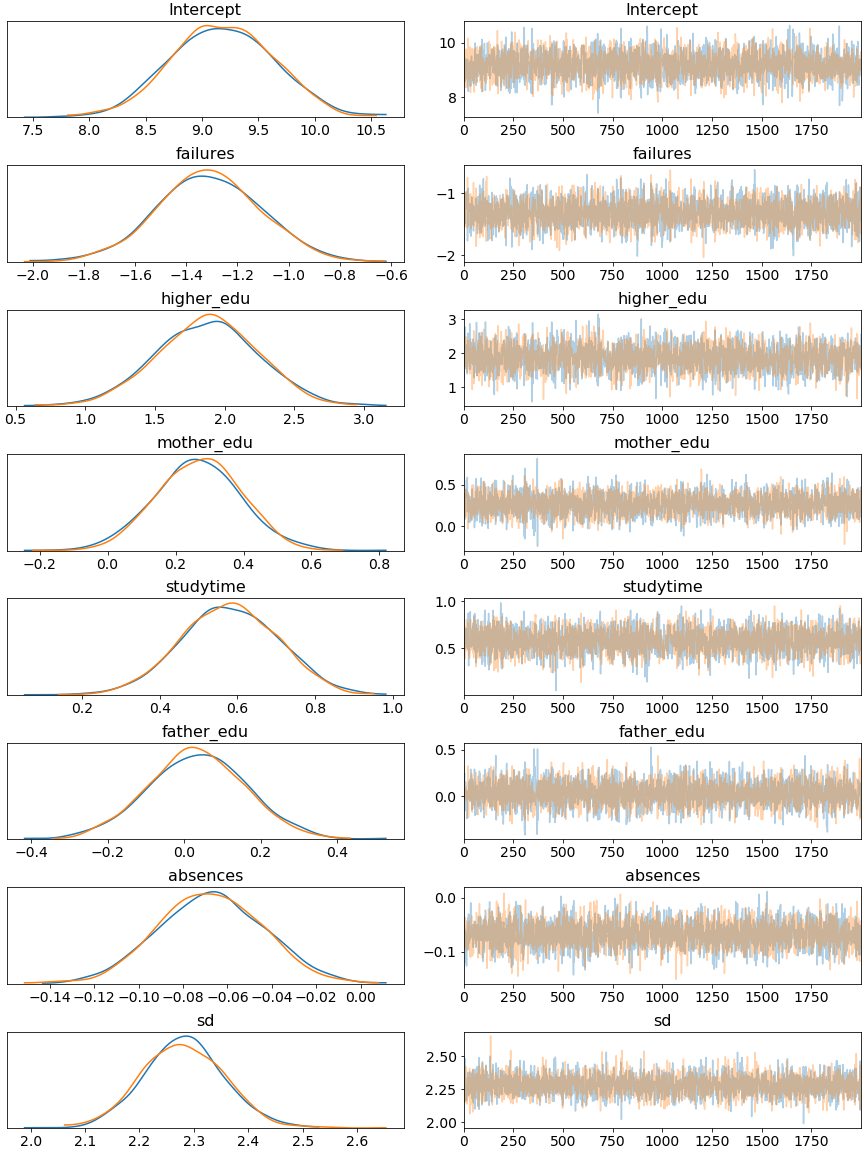 Intercept Intercept
10
8
7.5 8.0 8.5 9.0 9.5 10.0 10.5 0 250 500 750 1000 1250 1500 1750
failures failures
−1
−2
−2.0 −1.8 −1.6 −1.4 −1.2 −1.0 −0.8 −0.6 0 250 500 750 1000 1250 1500 1750
higher_edu higher_edu
3
2
1
0.5 1.0 1.5 2.0 2.5 3.0 0 250 500 750 1000 1250 1500 1750
mother_edu mother_edu
0.5
0.0
−0.2 0.0 0.2 0.4 0.6 0.8 0 250 500 750 1000 1250 1500 1750
studytime studytime
1.0
0.5
0.2 0.4 0.6 0.8 1.0 0 250 500 750 1000 1250 1500 1750
father_edu father_edu
0.5
0.0
−0.4 −0.2 0.0 0.2 0.4 0 250 500 750 1000 1250 1500 1750
absences absences
0.0
−0.1
−0.14 −0.12 −0.10 −0.08 −0.06 −0.04 −0.02 0.00 0 250 500 750 1000 1250 1500 1750
sd sd
2.50
2.25
2.00
2.0 2.1 2.2 2.3 2.4 2.5 2.6 0 250 500 750 1000 1250 1500 1750